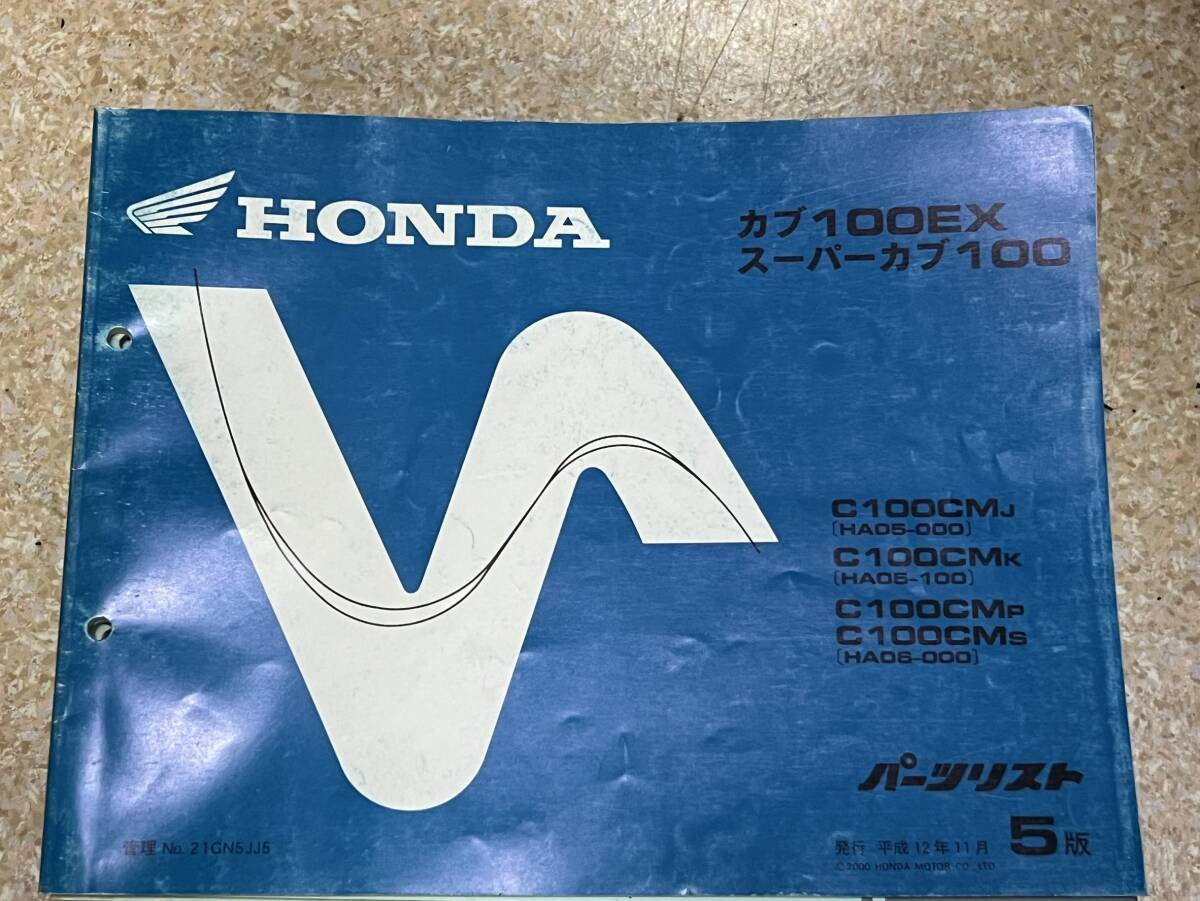 HONDA
カブ100EX
スーパーカブ100
C100CMJ
[HA05-000]
C100CMK
[HA05-100]
C100CMP
C100CMS
[HA06-000]
パーツリスト
管理 No. 21GN5JJ5
発行 平成12年11月 5版
©2000 HONDA MOTOR CO.,LTD.